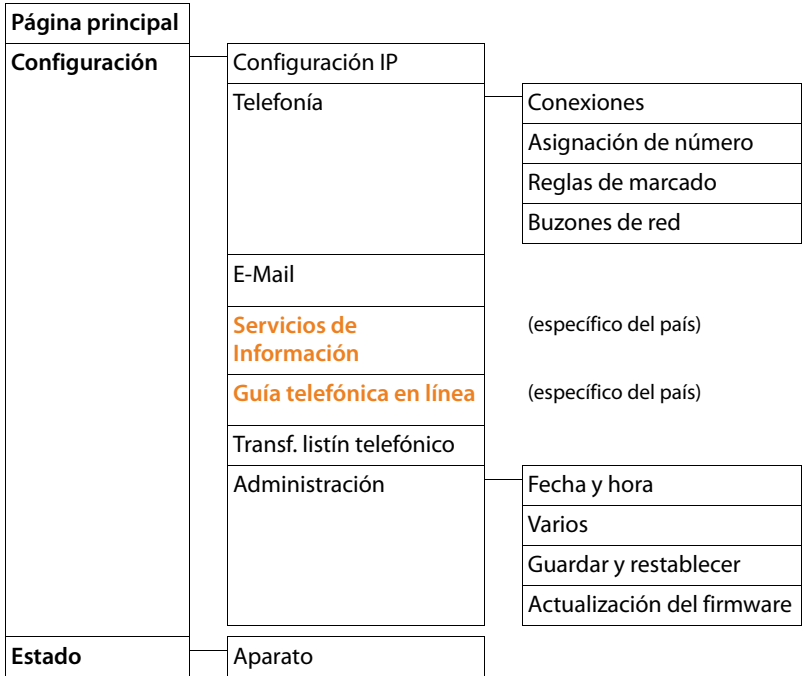 Página principal
Configuración
Configuración IP
Telefonía
Conexiones
Asignación de número
Reglas de marcado
Buzones de red
E-Mail
Servicios de
Información
(específico del país)
Guía telefónica en línea
(específico del país)
Transf. listín telefónico
Administración
Fecha y hora
Varios
Guardar y restablecer
Actualización del firmware
Estado
Aparato